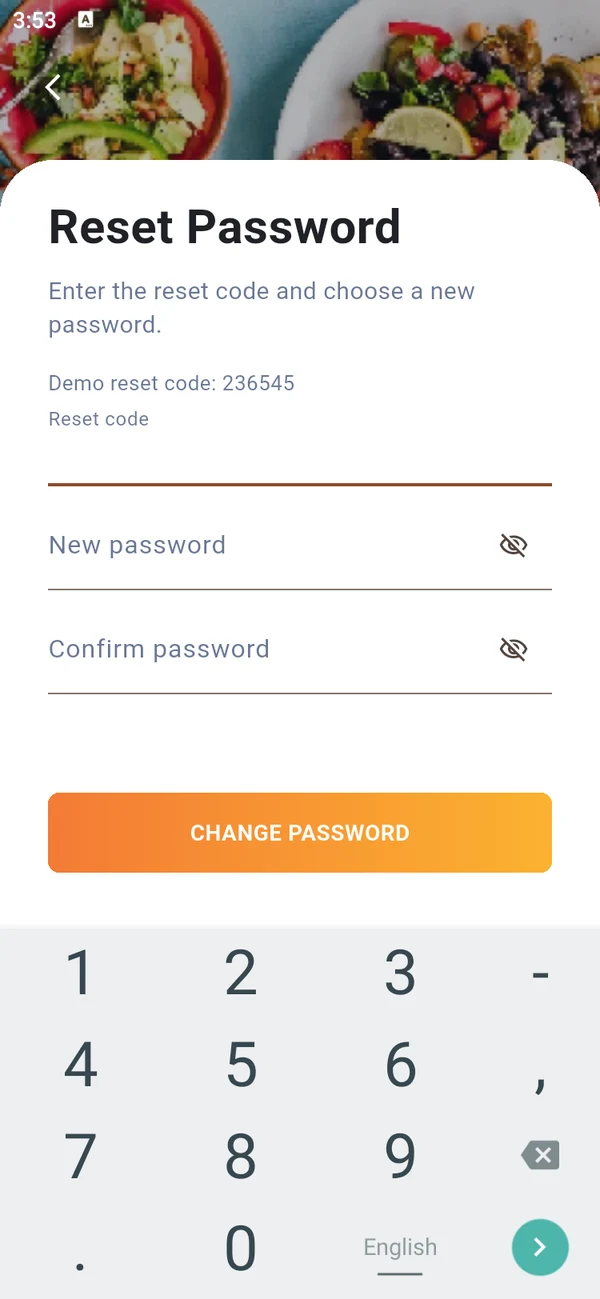 3:53
A
Reset Password
Enter the reset code and choose a new
password.
Demo reset code: 236545
Reset code
New password
Confirm password
CHANGE PASSWORD
1 2 3 -
4 5 6 ,
7 8 9
. 0 English